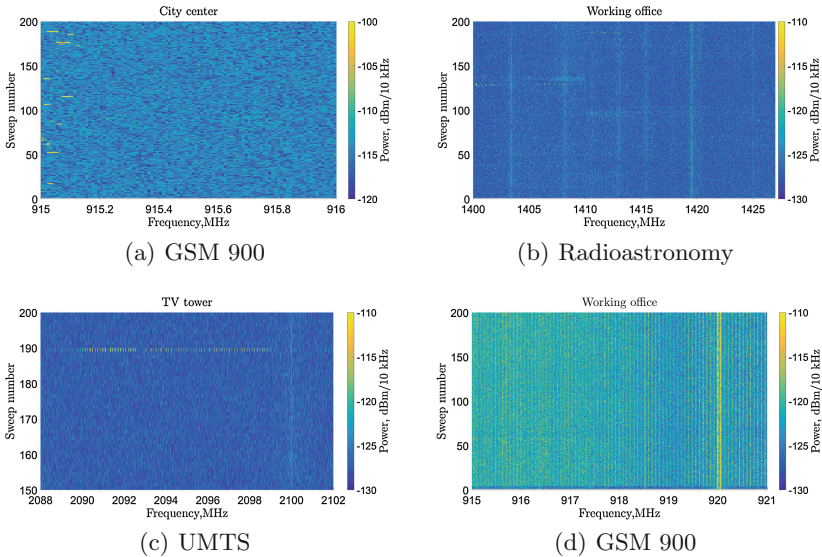 City center
200
150
100
50
0
Sweep number
915 915.2 915.4 915.6 915.8 916
Frequency,MHz
-100
-105
-110
-115
-120
Power, dBm/10 kHz
(a) GSM 900
Working office
200
150
100
50
0
Sweep number
1400 1405 1410 1415 1420 1425
Frequency,MHz
-110
-115
-120
-125
-130
Power, dBm/10 kHz
(b) Radioastronomy
TV tower
200
190
180
170
160
150
Sweep number
2088 2090 2092 2094 2096 2098 2100 2102
Frequency,MHz
-110
-115
-120
-125
-130
Power, dBm/10 kHz
(c) UMTS
Working office
200
150
100
50
0
Sweep number
915 916 917 918 919 920 921
Frequency,MHz
-110
-115
-120
-125
-130
Power, dBm/10 kHz
(d) GSM 900